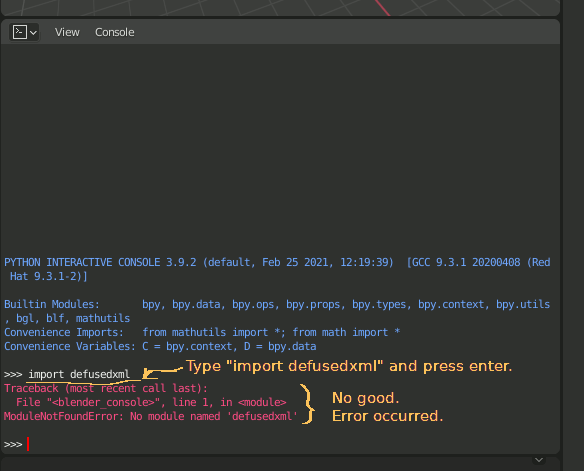 View Console
PYTHON INTERACTIVE CONSOLE 3.9.2 (default, Feb 25 2021, 12:19:39)  [GCC 9.3.1 20200408 (Red
 Hat 9.3.1-2)]
Builtin Modules:       bpy, bpy.data, bpy.ops, bpy.props, bpy.types, bpy.context, bpy.utils
, bgl, blf, mathutils
Convenience Imports:   from mathutils import *; from math import *
Convenience Variables: C = bpy.context, D = bpy.data
>>> import defusedxml
Type "import defusedxml" and press enter.
Traceback (most recent call last):
  File "<blender_console>", line 1, in <module>
ModuleNotFoundError: No module named 'defusedxml'
No good.
Error occurred.
>>>